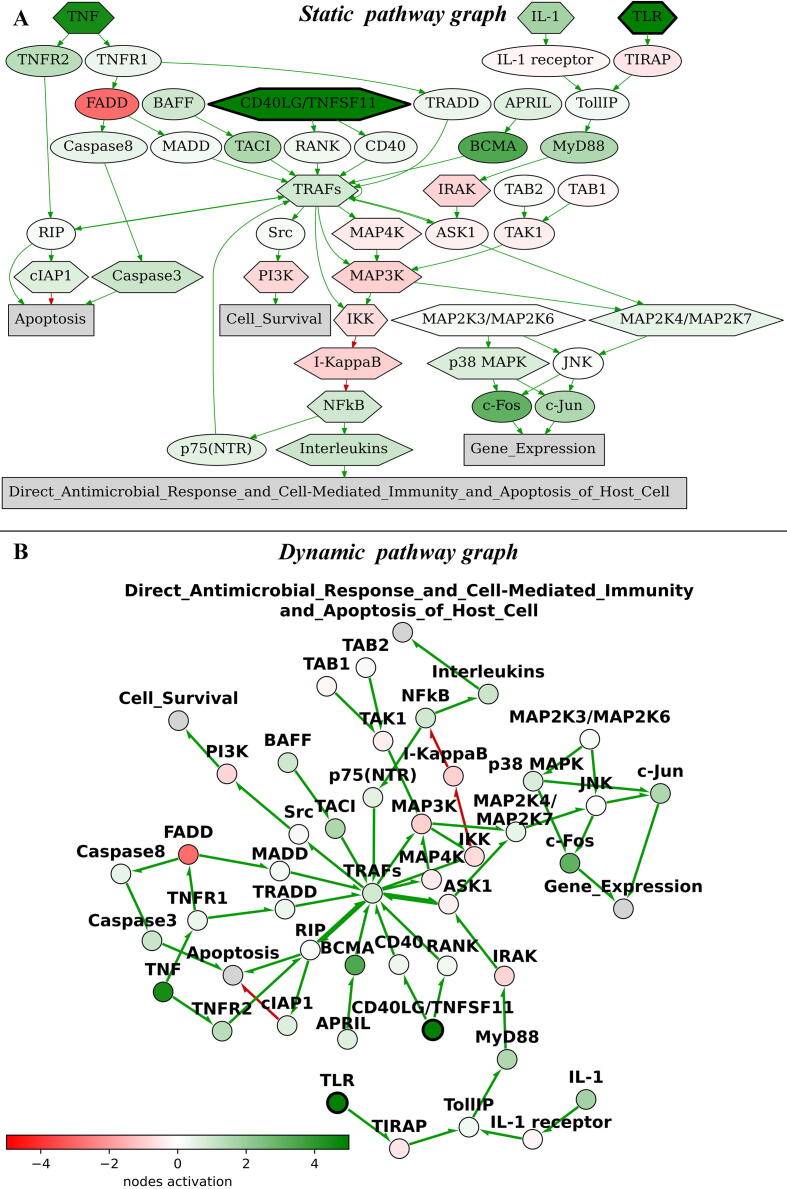 A
Static pathway graph
TNF
IL-1
TLR
TNFR2
TNFR1
IL-1 receptor
TIRAP
FADD
BAFF
CD40LG/TNFSF11
TRADD
APRIL
TollIP
Caspase8
MADD
TACI
RANK
CD40
BCMA
MyD88
TRAFs
IRAK
TAB2
TAB1
RIP
Src
MAP4K
ASK1
TAK1
cIAP1
Caspase3
PI3K
MAP3K
Apoptosis
Cell_Survival
IKK
MAP2K3/MAP2K6
MAP2K4/MAP2K7
I-KappaB
p38 MAPK
JNK
NFkB
c-Fos
c-Jun
p75(NTR)
Interleukins
Gene_Expression
Direct_Antimicrobial_Response_and_Cell-Mediated_Immunity_and_Apoptosis_of_Host_Cell
B
Dynamic pathway graph
Direct_Antimicrobial_Response_and_Cell-Mediated_Immunity
and_Apoptosis_of_Host_Cell
TAB2
TAB1
Interleukins
Cell_Survival
NFkB
TAK1
MAP2K3/MAP2K6
BAFF
PI3K
I-KappaB
p38 MAPK
c-Jun
p75(NTR)
JNK
Src
TACI
MAP3K
MAP2K4/
MAP2K7
FADD
IKK
c-Fos
Caspase8
MADD
MAP4K
TRAFs
Gene_Expression
TNFR1
TRADD
ASK1
Caspase3
RIP
Apoptosis
BCMA
CD40
RANK
IRAK
TNF
TNFR2
cIAP1
CD40LG/TNFSF11
APRIL
MyD88
TLR
IL-1
TollIP
IL-1 receptor
TIRAP
−4
−2
0
2
4
nodes activation